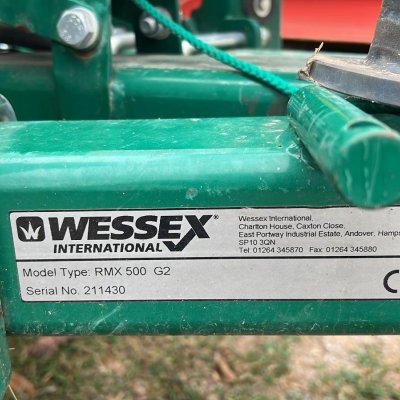 WESSEX
INTERNATIONAL
Wessex International,
Charlton House, Caxton Close,
East Portway Industrial Estate, Andover,
SP10 3QN
Tel: 01264 345870 Fax: 01264 345880
Model Type: RMX 500 G2
Serial No. 211430